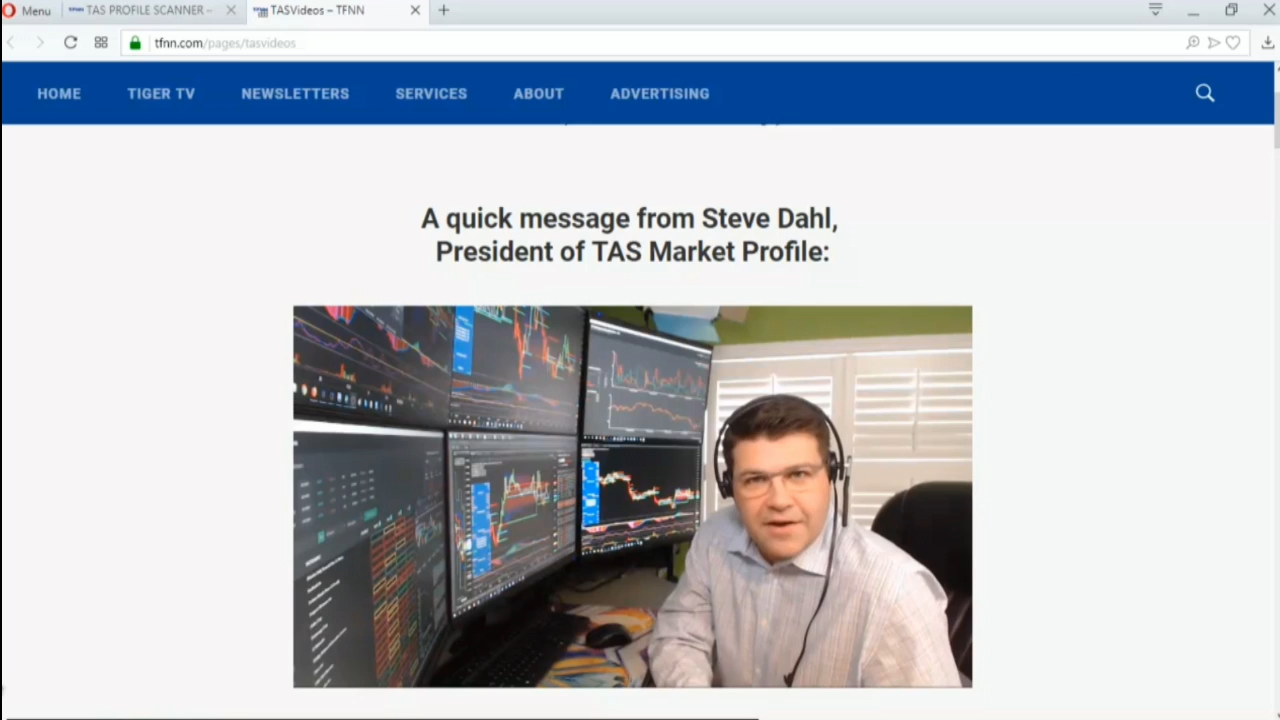 Menu
TAS PROFILE SCANNER –
TASVideos – TFNN
tfnn.com/pages/tasvideos
HOME
TIGER TV
NEWSLETTERS
SERVICES
ABOUT
ADVERTISING
A quick message from Steve Dahl,
President of TAS Market Profile: